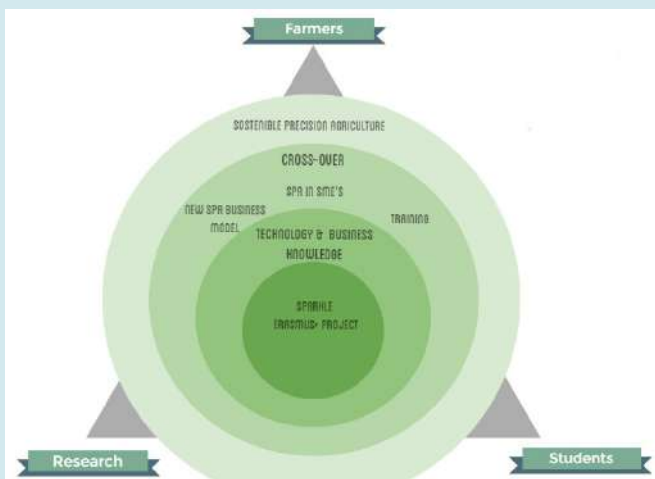 Farmers
SOSTENIBLE PRECISION AGRICULTURE
CROSS-OVER
SPA IN SME'S
NEW SPA BUSINESS
MODEL
TRAINING
TECHNOLOGY & BUSINESS
KNOWLEDGE
SPARKLE
ERASMUS+ PROJECT
Research
Students